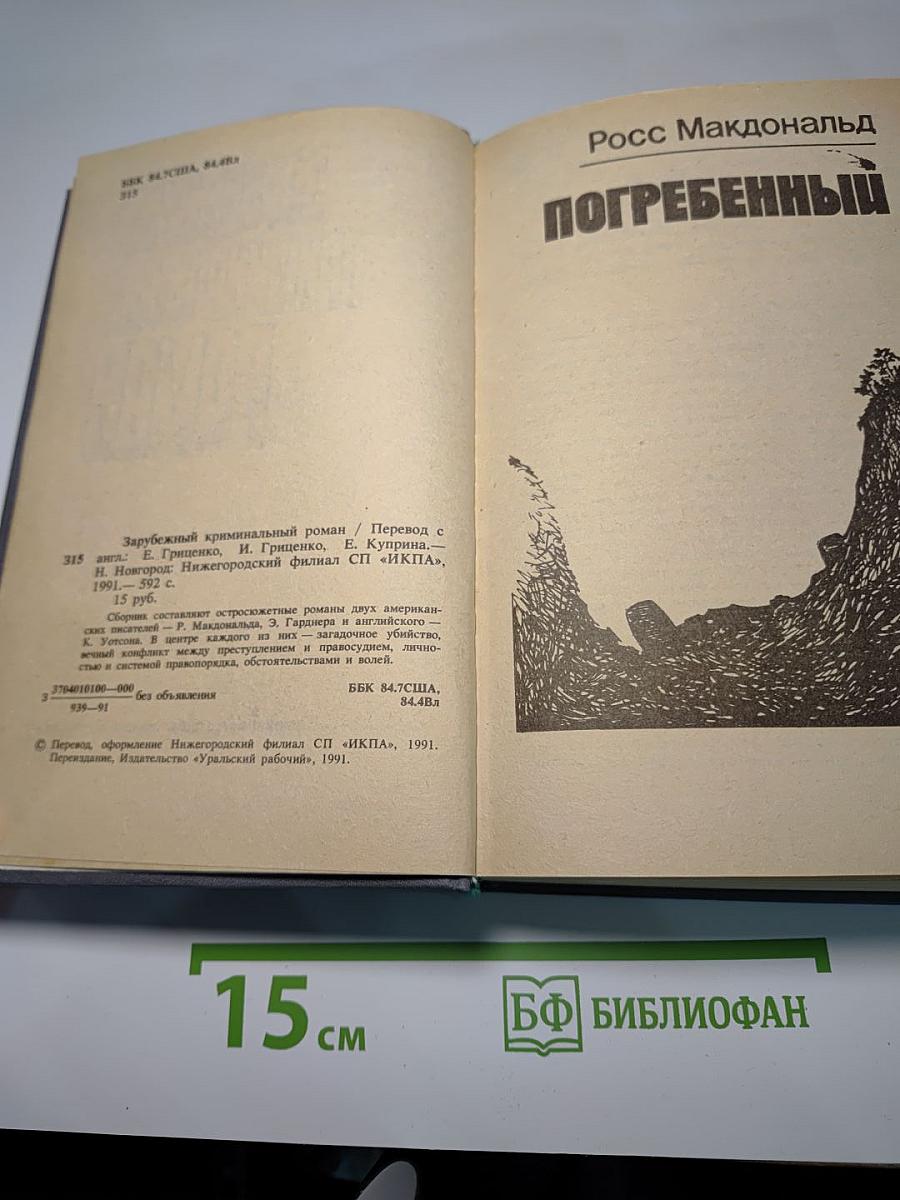 ББК 84.7США, 84.4Вл
315
Зарубежный криминальный роман / Перевод с
315 англ.: Е. Гриценко, И. Гриценко, Е. Куприна.—
Н. Новгород: Нижегородский филиал СП «ИКПА»,
1991.— 592 с.
15 руб.
Сборник составляют остросюжетные романы двух американ-
ских писателей — Р. Макдональда, Э. Гарднера и английского —
К. Уотсона. В центре каждого из них — загадочное убийство,
вечный конфликт между преступлением и правосудием, лично-
стью и системой правопорядка, обстоятельствами и волей.
З 3704010100—000 без объявления
939—91
ББК 84.7США,
84.4Вл
© Перевод, оформление Нижегородский филиал СП «ИКПА», 1991.
Переиздание, Издательство «Уральский рабочий», 1991.
Росс Макдональд
ПОГРЕБЕННЫЙ
15 см
БФ БИБЛИОФАН